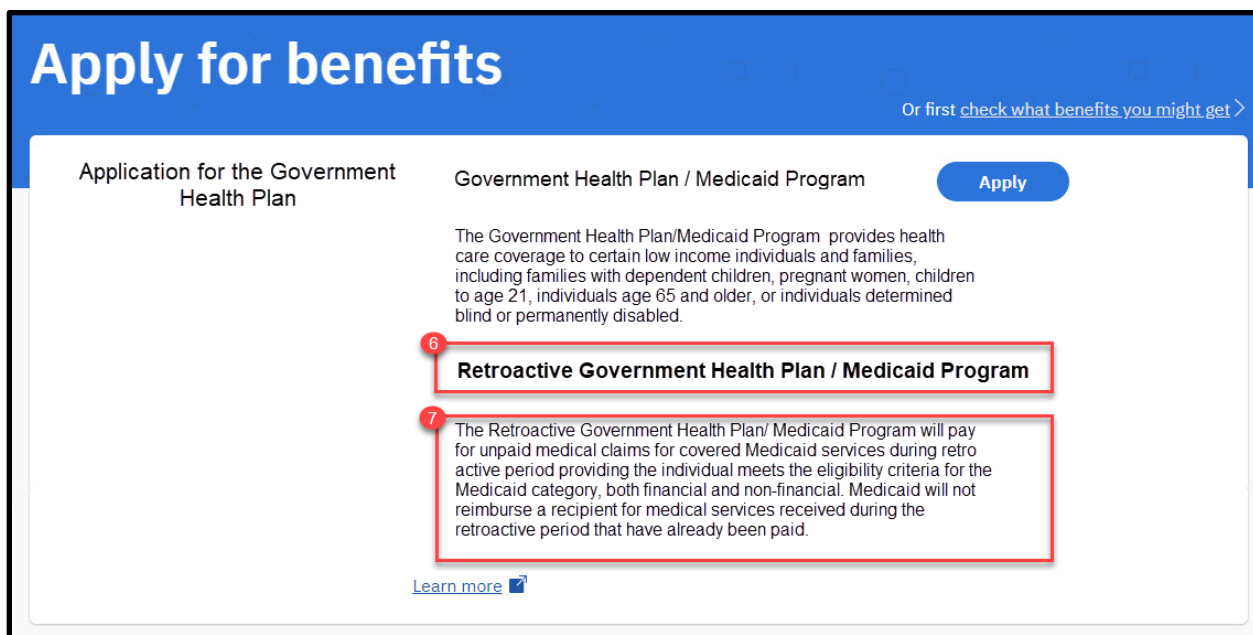 Apply for benefits
Or first check what benefits you might get >
Application for the Government
Health Plan
Government Health Plan / Medicaid Program
Apply
The Government Health Plan/Medicaid Program provides health
care coverage to certain low income individuals and families,
including families with dependent children, pregnant women, children
to age 21, individuals age 65 and older, or individuals determined
blind or permanently disabled.
6
Retroactive Government Health Plan / Medicaid Program
7
The Retroactive Government Health Plan/ Medicaid Program will pay
for unpaid medical claims for covered Medicaid services during retro
active period providing the individual meets the eligibility criteria for the
Medicaid category, both financial and non-financial. Medicaid will not
reimburse a recipient for medical services received during the
retroactive period that have already been paid.
Learn more